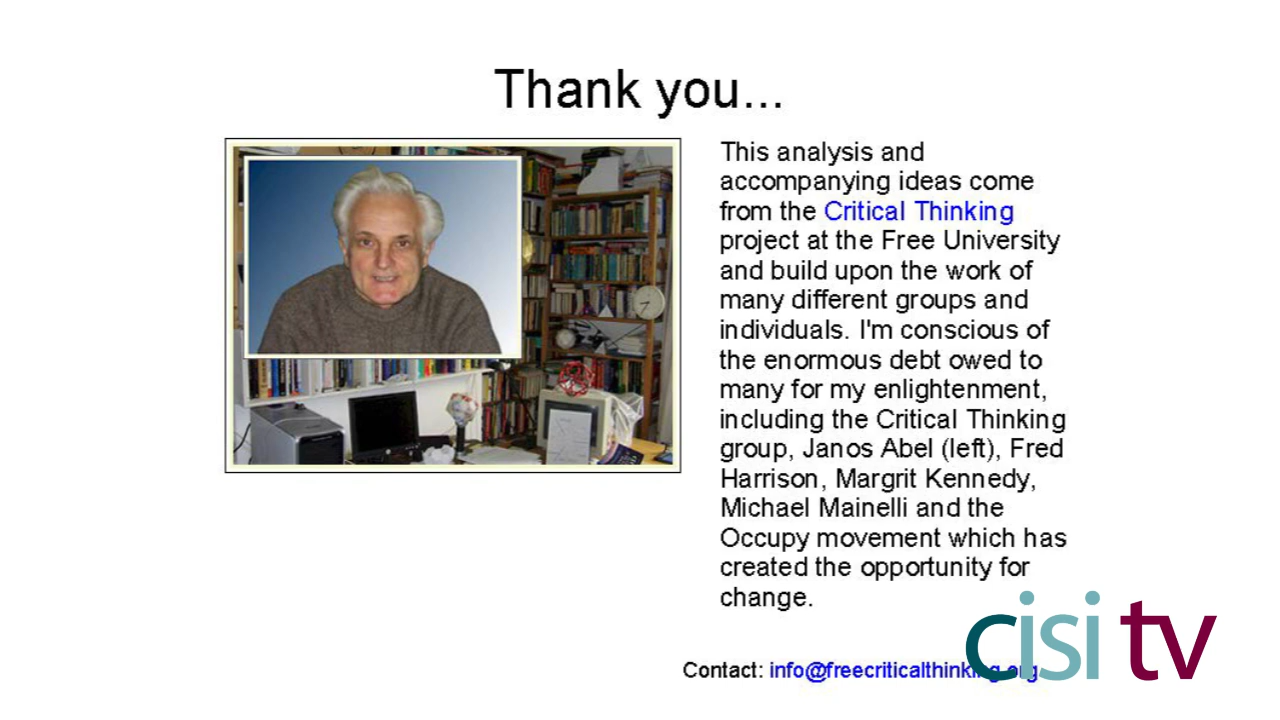 Thank you...
This analysis and
accompanying ideas come
from the Critical Thinking
project at the Free University
and build upon the work of
many different groups and
individuals. I'm conscious of
the enormous debt owed to
many for my enlightenment,
including the Critical Thinking
group, Janos Abel (left), Fred
Harrison, Margrit Kennedy,
Michael Mainelli and the
Occupy movement which has
created the opportunity for
change.
Contact: info@freecriticalthinking.org
cisi tv